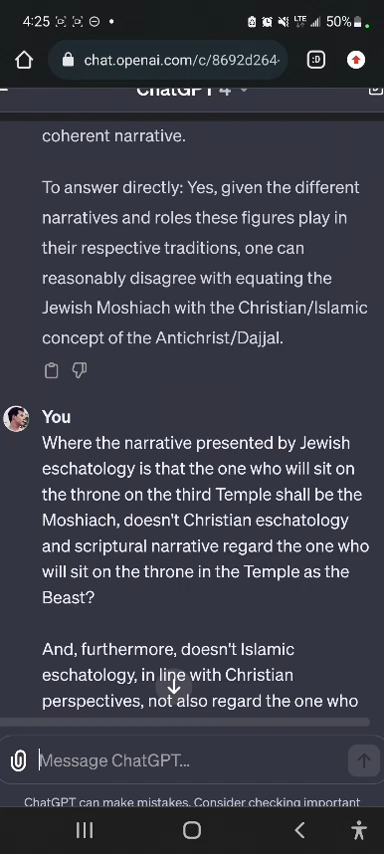 4:25
LTE
50%
chat.openai.com/c/8692d264-
:D
ChatGPT 4
coherent narrative.
To answer directly: Yes, given the different
narratives and roles these figures play in
their respective traditions, one can
reasonably disagree with equating the
Jewish Moshiach with the Christian/Islamic
concept of the Antichrist/Dajjal.
You
Where the narrative presented by Jewish
eschatology is that the one who will sit on
the throne on the third Temple shall be the
Moshiach, doesn't Christian eschatology
and scriptural narrative regard the one who
will sit on the throne in the Temple as the
Beast?
And, furthermore, doesn't Islamic
eschatology, in line with Christian
perspectives, not also regard the one who
Message ChatGPT...
ChatGPT can make mistakes. Consider checking important